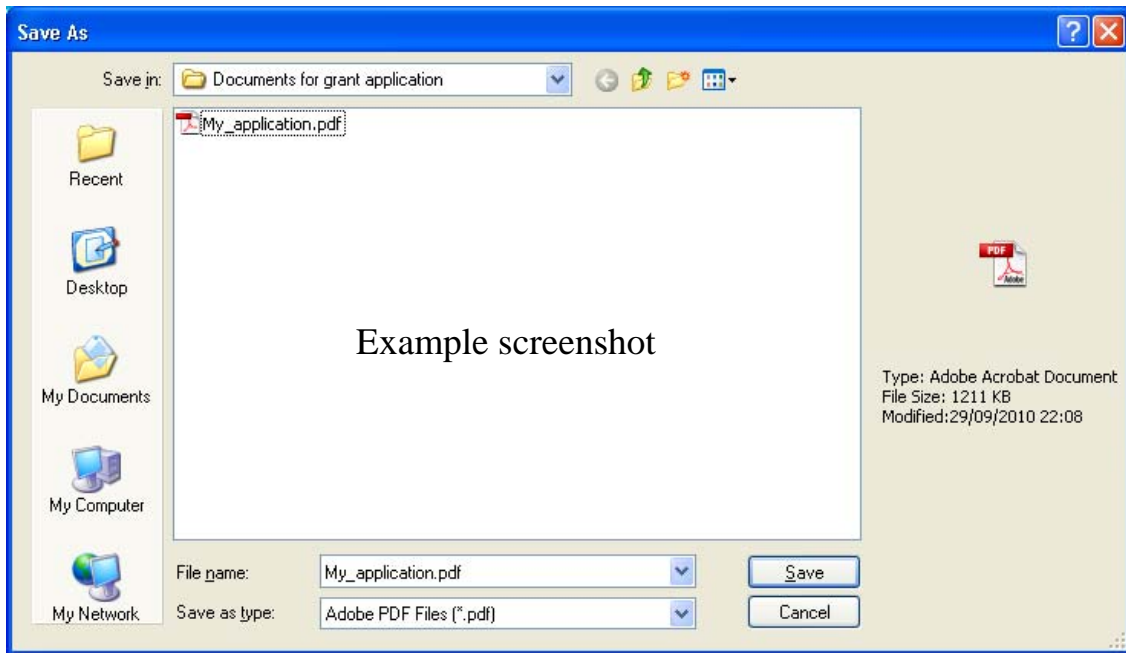 Save As
Save in:
Documents for grant application
My_application.pdf
Recent
Desktop
My Documents
My Computer
My Network
Example screenshot
PDF
Adobe
Type: Adobe Acrobat Document
File Size: 1211 KB
Modified:29/09/2010 22:08
File name:
My_application.pdf
Save
Save as type:
Adobe PDF Files (*.pdf)
Cancel